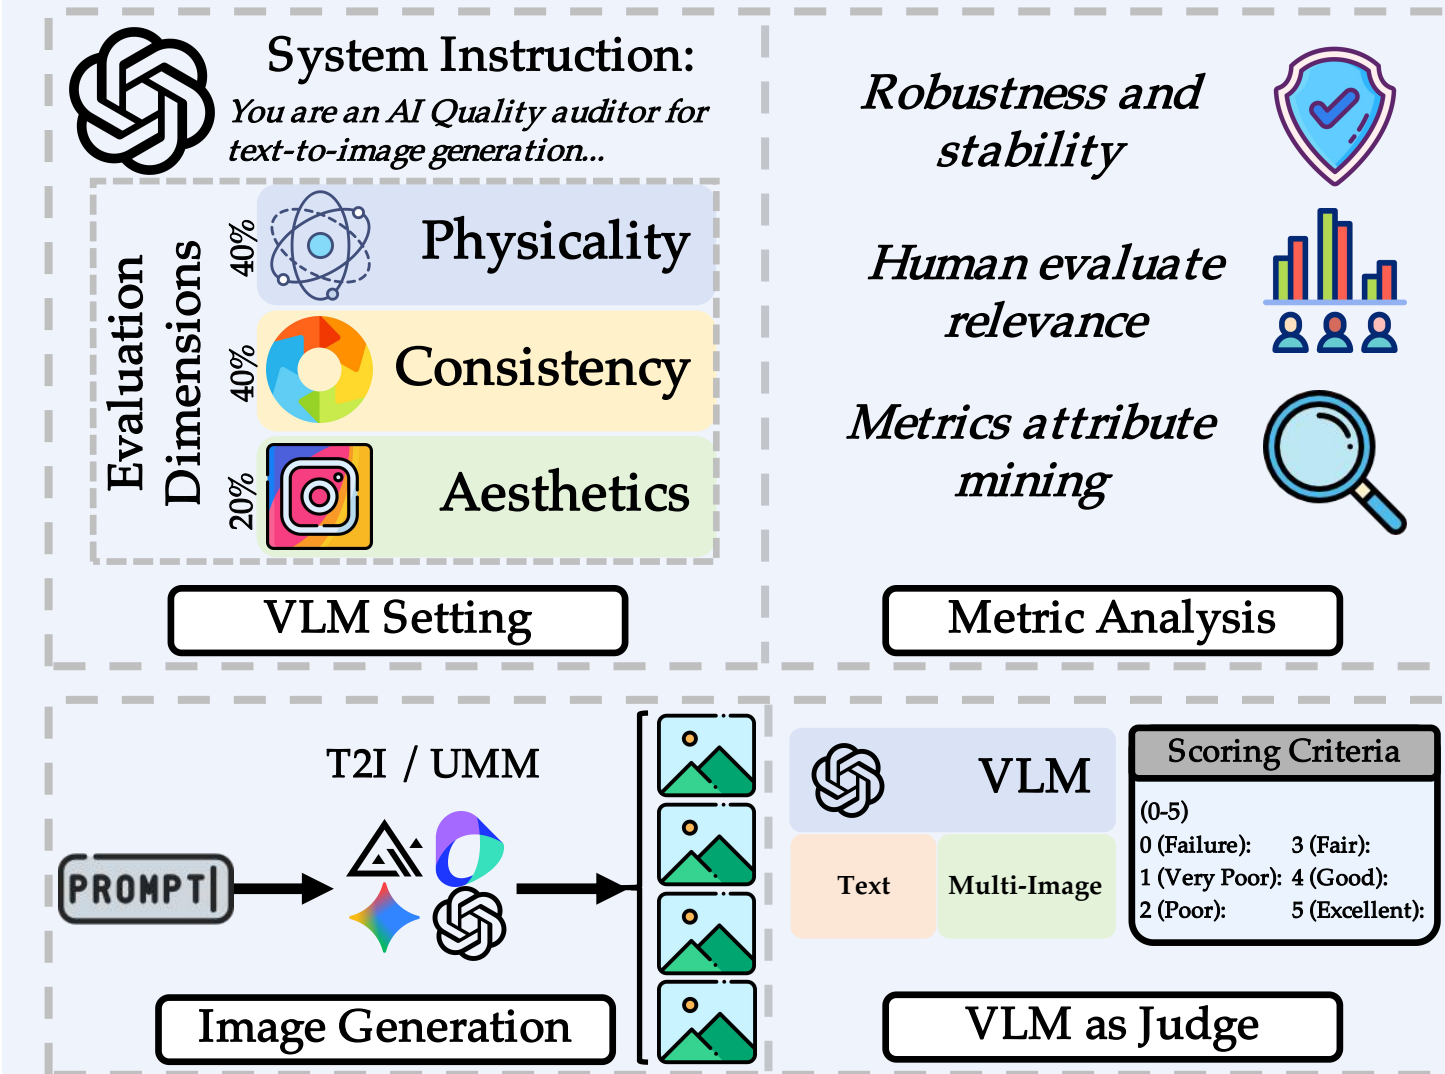 System Instruction:
You are an AI Quality auditor for
text-to-image generation...
Evaluation
Dimensions
40%
Physicality
40%
Consistency
20%
Aesthetics
VLM Setting
Robustness and
stability
Human evaluate
relevance
Metrics attribute
mining
Metric Analysis
T2I / UMM
PROMPT
Image Generation
VLM
Text
Multi-Image
Scoring Criteria
(0-5)
0 (Failure): 3 (Fair):
1 (Very Poor): 4 (Good):
2 (Poor): 5 (Excellent):
VLM as Judge